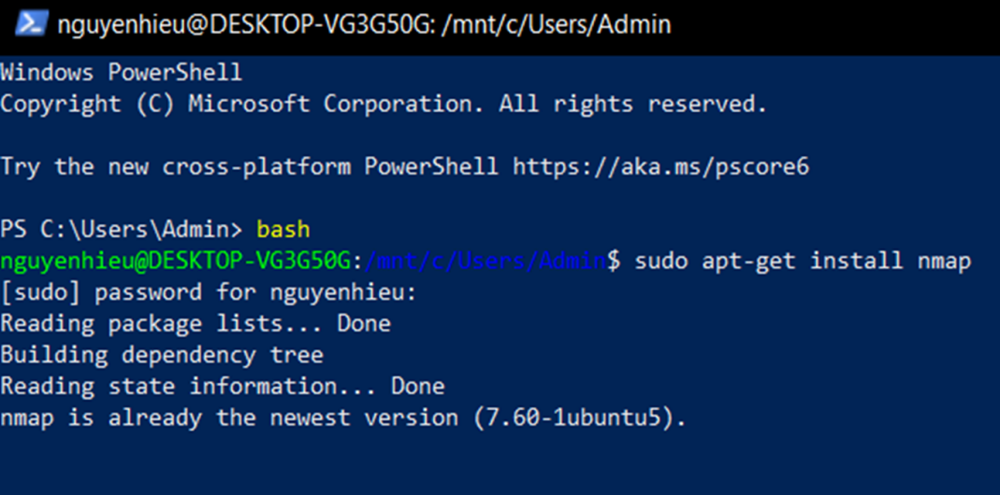 nguyenhieu@DESKTOP-VG3G50G: /mnt/c/Users/Admin
Windows PowerShell
Copyright (C) Microsoft Corporation. All rights reserved.
Try the new cross-platform PowerShell https://aka.ms/pscore6
PS C:\Users\Admin> bash
nguyenhieu@DESKTOP-VG3G50G:/mnt/c/Users/Admin$ sudo apt-get install nmap
[sudo] password for nguyenhieu:
Reading package lists... Done
Building dependency tree
Reading state information... Done
nmap is already the newest version (7.60-1ubuntu5).